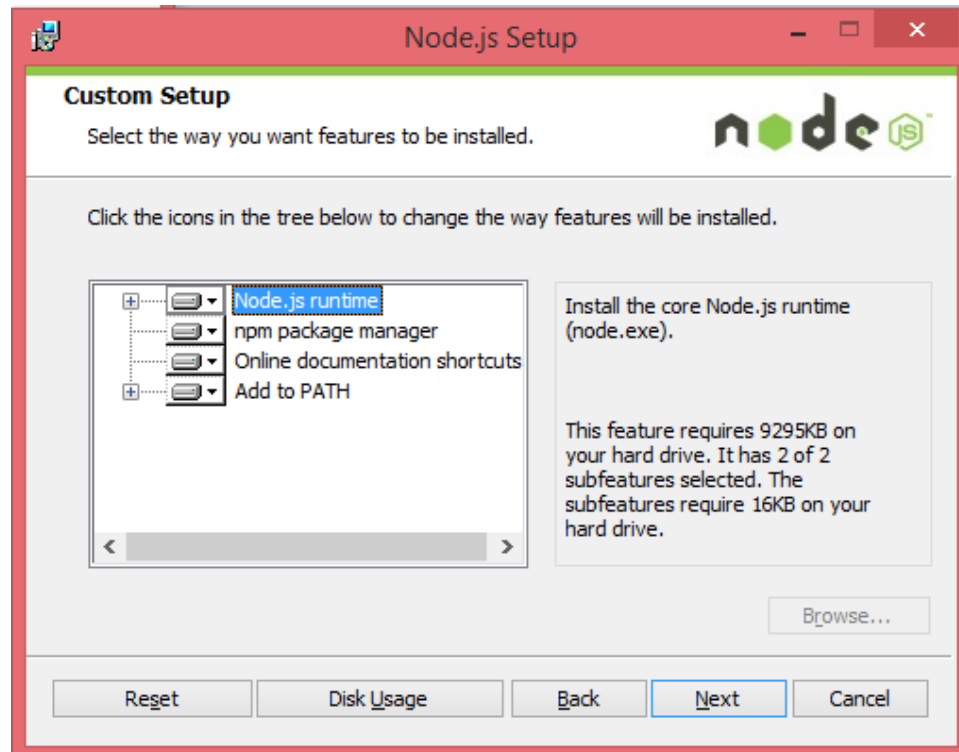 Node.js Setup
Custom Setup
Select the way you want features to be installed.
node JS
Click the icons in the tree below to change the way features will be installed.
Node.js runtime
npm package manager
Online documentation shortcuts
Add to PATH
Install the core Node.js runtime
(node.exe).
This feature requires 9295KB on
your hard drive. It has 2 of 2
subfeatures selected. The
subfeatures require 16KB on your
hard drive.
Browse...
Reset Disk Usage Back Next Cancel